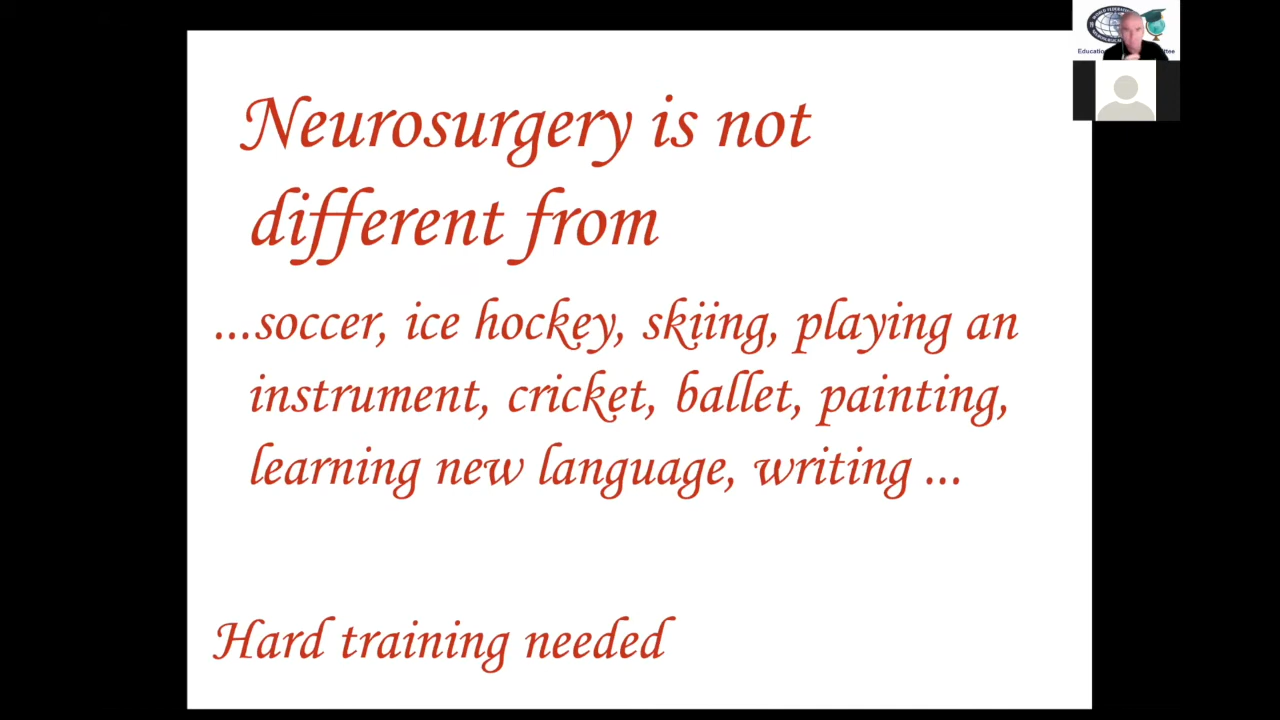 Neurosurgery is not
different from
...soccer, ice hockey, skiing, playing an
instrument, cricket, ballet, painting,
learning new language, writing ...
Hard training needed